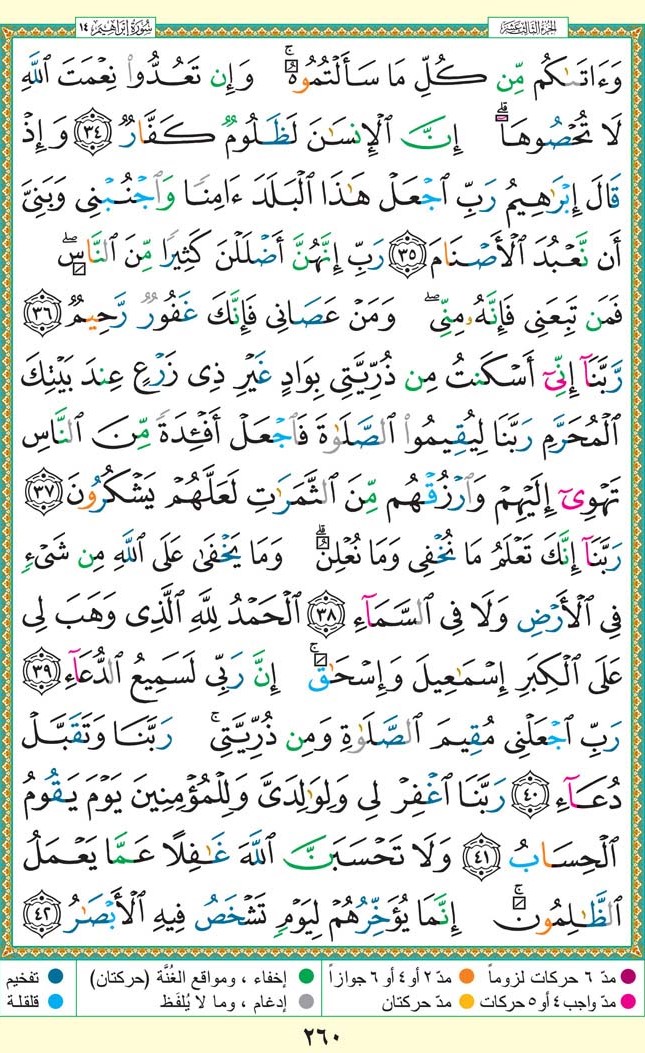 سُورَةُ إِبْرَاهِيمَ ١٤
الجزء الثالث عشر
وَءَاتَىٰكُم مِّن كُلِّ مَا سَأَلْتُمُوهُ ۚ وَإِن تَعُدُّوا۟ نِعْمَتَ ٱللَّهِ
لَا تُحْصُوهَآ ۗ إِنَّ ٱلْإِنسَٰنَ لَظَلُومٌ كَفَّارٌ ٣٤ وَإِذْ
قَالَ إِبْرَٰهِيمُ رَبِّ ٱجْعَلْ هَٰذَا ٱلْبَلَدَ ءَامِنًا وَٱجْنُبْنِى وَبَنِىَّ
أَن نَّعْبُدَ ٱلْأَصْنَامَ ٣٥ رَبِّ إِنَّهُنَّ أَضْلَلْنَ كَثِيرًا مِّنَ ٱلنَّاسِ ۖ
فَمَن تَبِعَنِى فَإِنَّهُۥ مِنِّى ۖ وَمَنْ عَصَانِى فَإِنَّكَ غَفُورٌ رَّحِيمٌ ٣٦
رَّبَّنَآ إِنِّىٓ أَسْكَنتُ مِن ذُرِّيَّتِى بِوَادٍ غَيْرِ ذِى زَرْعٍ عِندَ بَيْتِكَ
ٱلْمُحَرَّمِ رَبَّنَا لِيُقِيمُوا۟ ٱلصَّلَوٰةَ فَٱجْعَلْ أَفْـِٔدَةً مِّنَ ٱلنَّاسِ
تَهْوِىٓ إِلَيْهِمْ وَٱرْزُقْهُم مِّنَ ٱلثَّمَرَٰتِ لَعَلَّهُمْ يَشْكُرُونَ ٣٧
رَبَّنَآ إِنَّكَ تَعْلَمُ مَا نُخْفِى وَمَا نُعْلِنُ ۗ وَمَا يَخْفَىٰ عَلَى ٱللَّهِ مِن شَىْءٍ
فِى ٱلْأَرْضِ وَلَا فِى ٱلسَّمَآءِ ٣٨ ٱلْحَمْدُ لِلَّهِ ٱلَّذِى وَهَبَ لِى
عَلَى ٱلْكِبَرِ إِسْمَٰعِيلَ وَإِسْحَٰقَ ۚ إِنَّ رَبِّى لَسَمِيعُ ٱلدُّعَآءِ ٣٩
رَبِّ ٱجْعَلْنِى مُقِيمَ ٱلصَّلَوٰةِ وَمِن ذُرِّيَّتِى ۚ رَبَّنَا وَتَقَبَّلْ
دُعَآءِ ٤٠ رَبَّنَا ٱغْفِرْ لِى وَلِوَٰلِدَىَّ وَلِلْمُؤْمِنِينَ يَوْمَ يَقُومُ
ٱلْحِسَابُ ٤١ وَلَا تَحْسَبَنَّ ٱللَّهَ غَٰفِلًا عَمَّا يَعْمَلُ
ٱلظَّٰلِمُونَ ۚ إِنَّمَا يُؤَخِّرُهُمْ لِيَوْمٍ تَشْخَصُ فِيهِ ٱلْأَبْصَٰرُ ٤٢
مدّ ٦ حركات لزوماً مدّ ٢ أو ٤ أو ٦ جوازاً إخفاء ، ومواقع الغُنَّة (حركتان) تفخيم
مدّ واجب ٤ أو ٥ حركات مدّ حركتان إدغام ، وما لا يُلفَظ قلقلة
٢٦٠